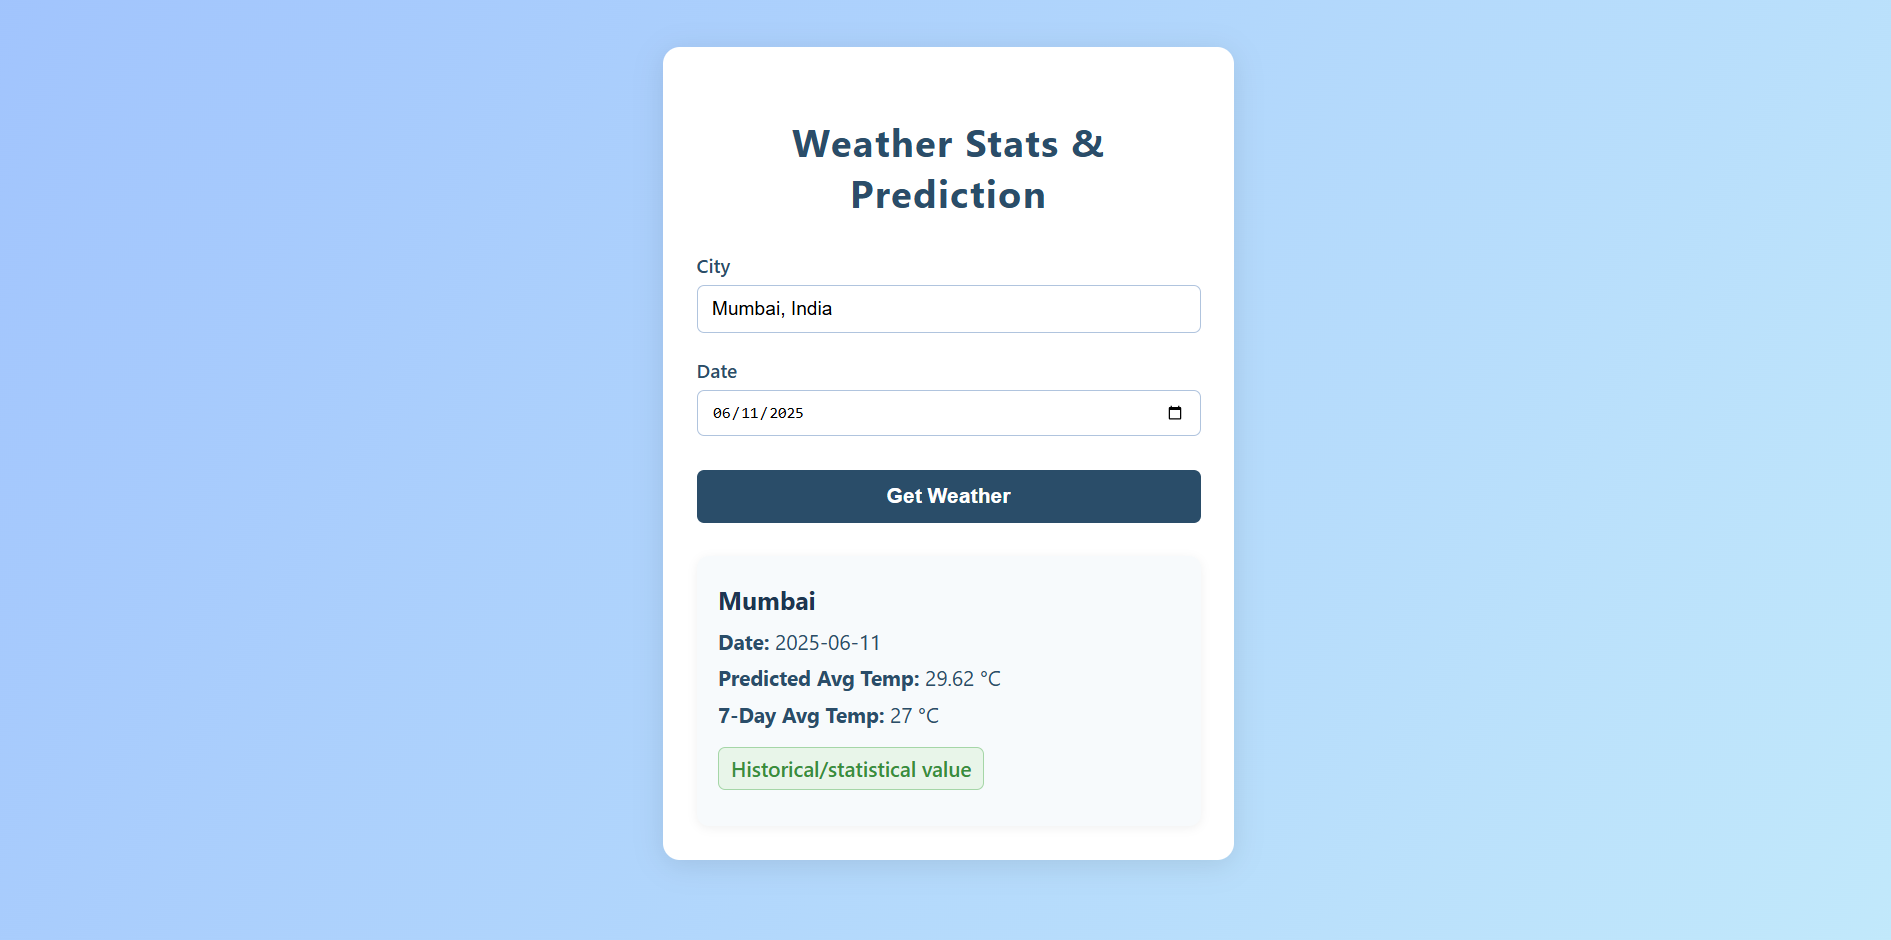 Weather Stats &
Prediction
City
Mumbai, India
Date
06/11/2025
Get Weather
Mumbai
Date: 2025-06-11
Predicted Avg Temp: 29.62 °C
7-Day Avg Temp: 27 °C
Historical/statistical value